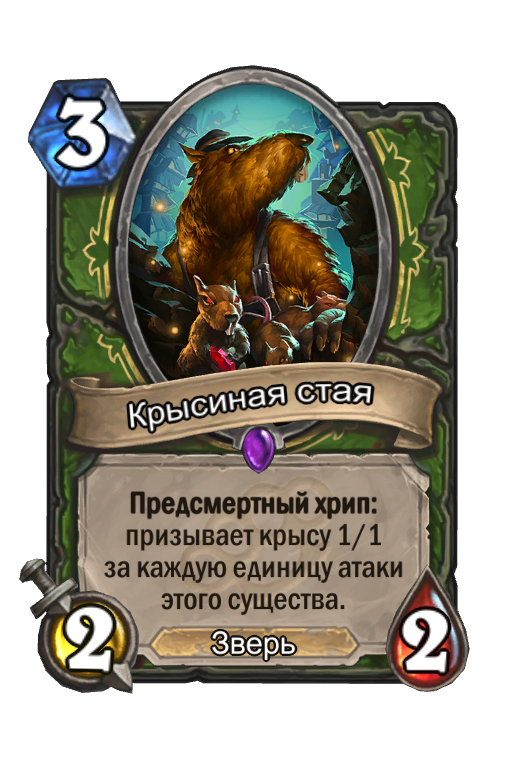 3
Крысиная стая
Предсмертный хрип:
призывает крысу 1/1
за каждую единицу атаки
этого существа.
2
Зверь
2